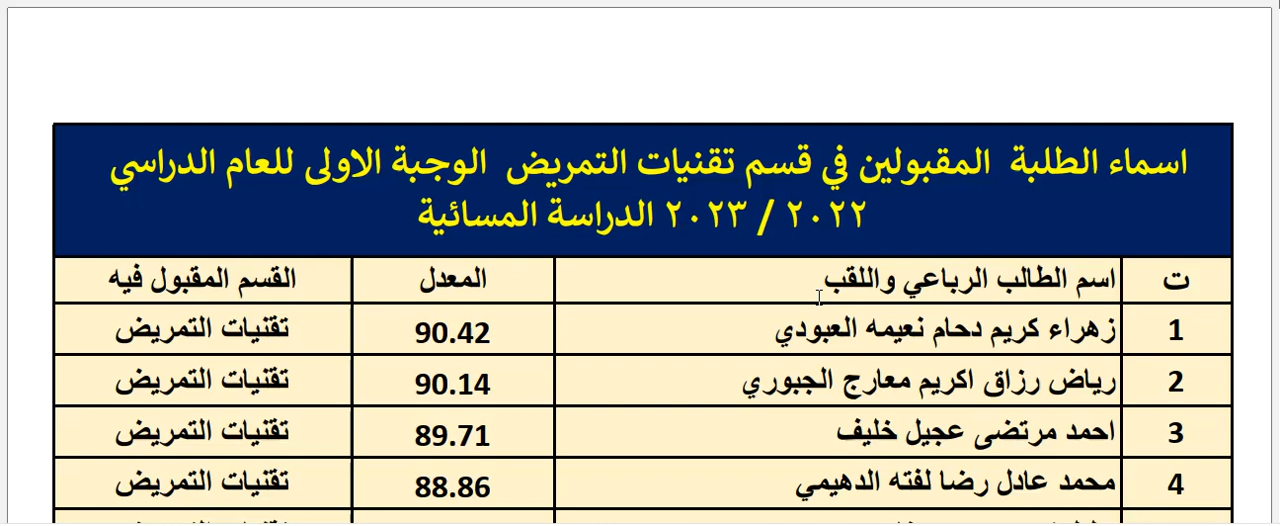 اسماء الطلبة المقبولين في قسم تقنيات التمريض الوجبة الاولى للعام الدراسي
٢٠٢٢ / ٢٠٢٣ الدراسة المسائية
ت اسم الطالب الرباعي واللقب المعدل القسم المقبول فيه
1 زهراء كريم دحام نعيمه العبودي 90.42 تقنيات التمريض
2 رياض رزاق اكريم معارج الجبوري 90.14 تقنيات التمريض
3 احمد مرتضى عجيل خليف 89.71 تقنيات التمريض
4 محمد عادل رضا لفته الدهيمي 88.86 تقنيات التمريض